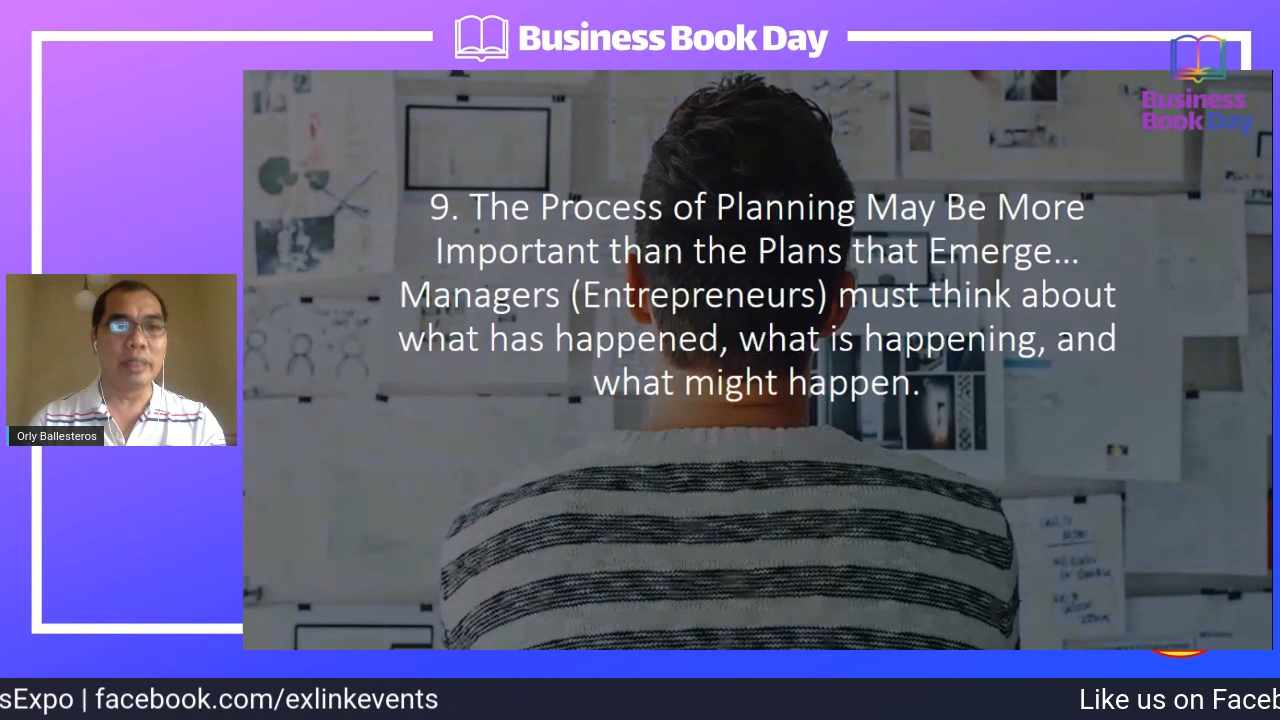 Business Book Day
Business
Book Day
9. The Process of Planning May Be More
Important than the Plans that Emerge...
Managers (Entrepreneurs) must think about
what has happened, what is happening, and
what might happen.
Orly Ballesteros
sExpo | facebook.com/exlinkevents
Like us on Faceb